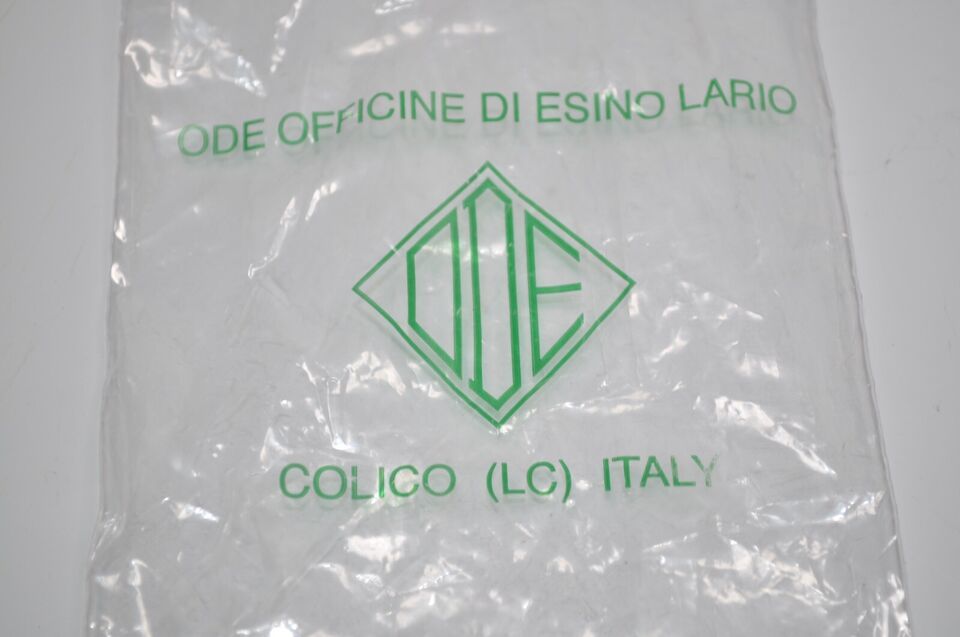 ODE OFFICINE DI ESINO LARIO
ODE
COLICO (LC) ITALY